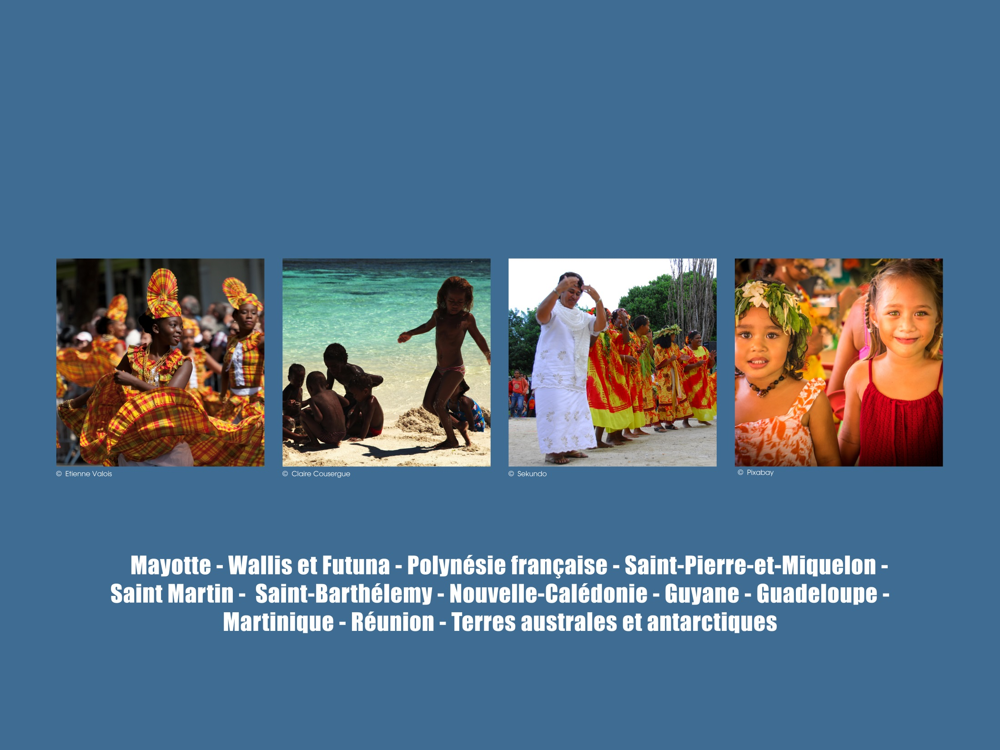 © Etienne Valois
© Claire Cousergue
© Sekundo
© Pixabay
Mayotte - Wallis et Futuna - Polynésie française - Saint-Pierre-et-Miquelon -
Saint Martin -  Saint-Barthélemy - Nouvelle-Calédonie - Guyane - Guadeloupe -
Martinique - Réunion - Terres australes et antarctiques